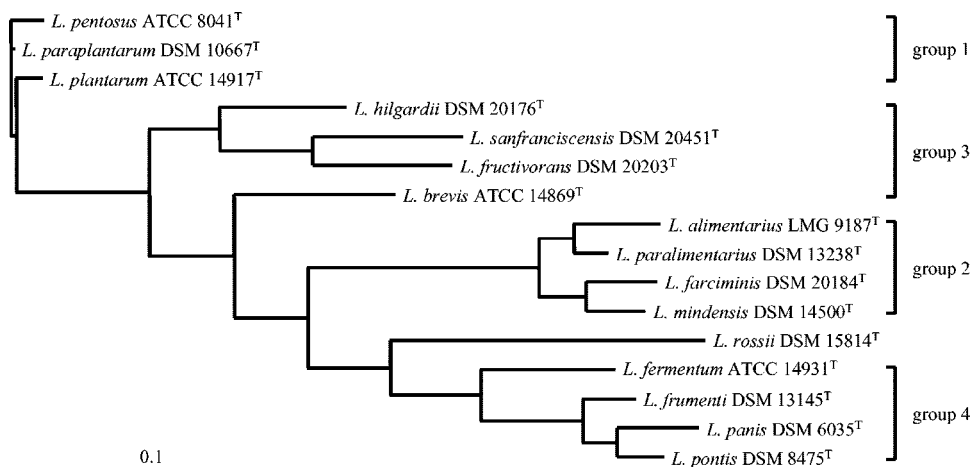 L. pentosus ATCC 8041ᵀ
L. paraplantarum DSM 10667ᵀ
group 1
L. plantarum ATCC 14917ᵀ
L. hilgardii DSM 20176ᵀ
L. sanfranciscensis DSM 20451ᵀ
group 3
L. fructivorans DSM 20203ᵀ
L. brevis ATCC 14869ᵀ
L. alimentarius LMG 9187ᵀ
L. paralimentarius DSM 13238ᵀ
group 2
L. farciminis DSM 20184ᵀ
L. mindensis DSM 14500ᵀ
L. rossii DSM 15814ᵀ
L. fermentum ATCC 14931ᵀ
L. frumenti DSM 13145ᵀ
group 4
L. panis DSM 6035ᵀ
L. pontis DSM 8475ᵀ
0.1